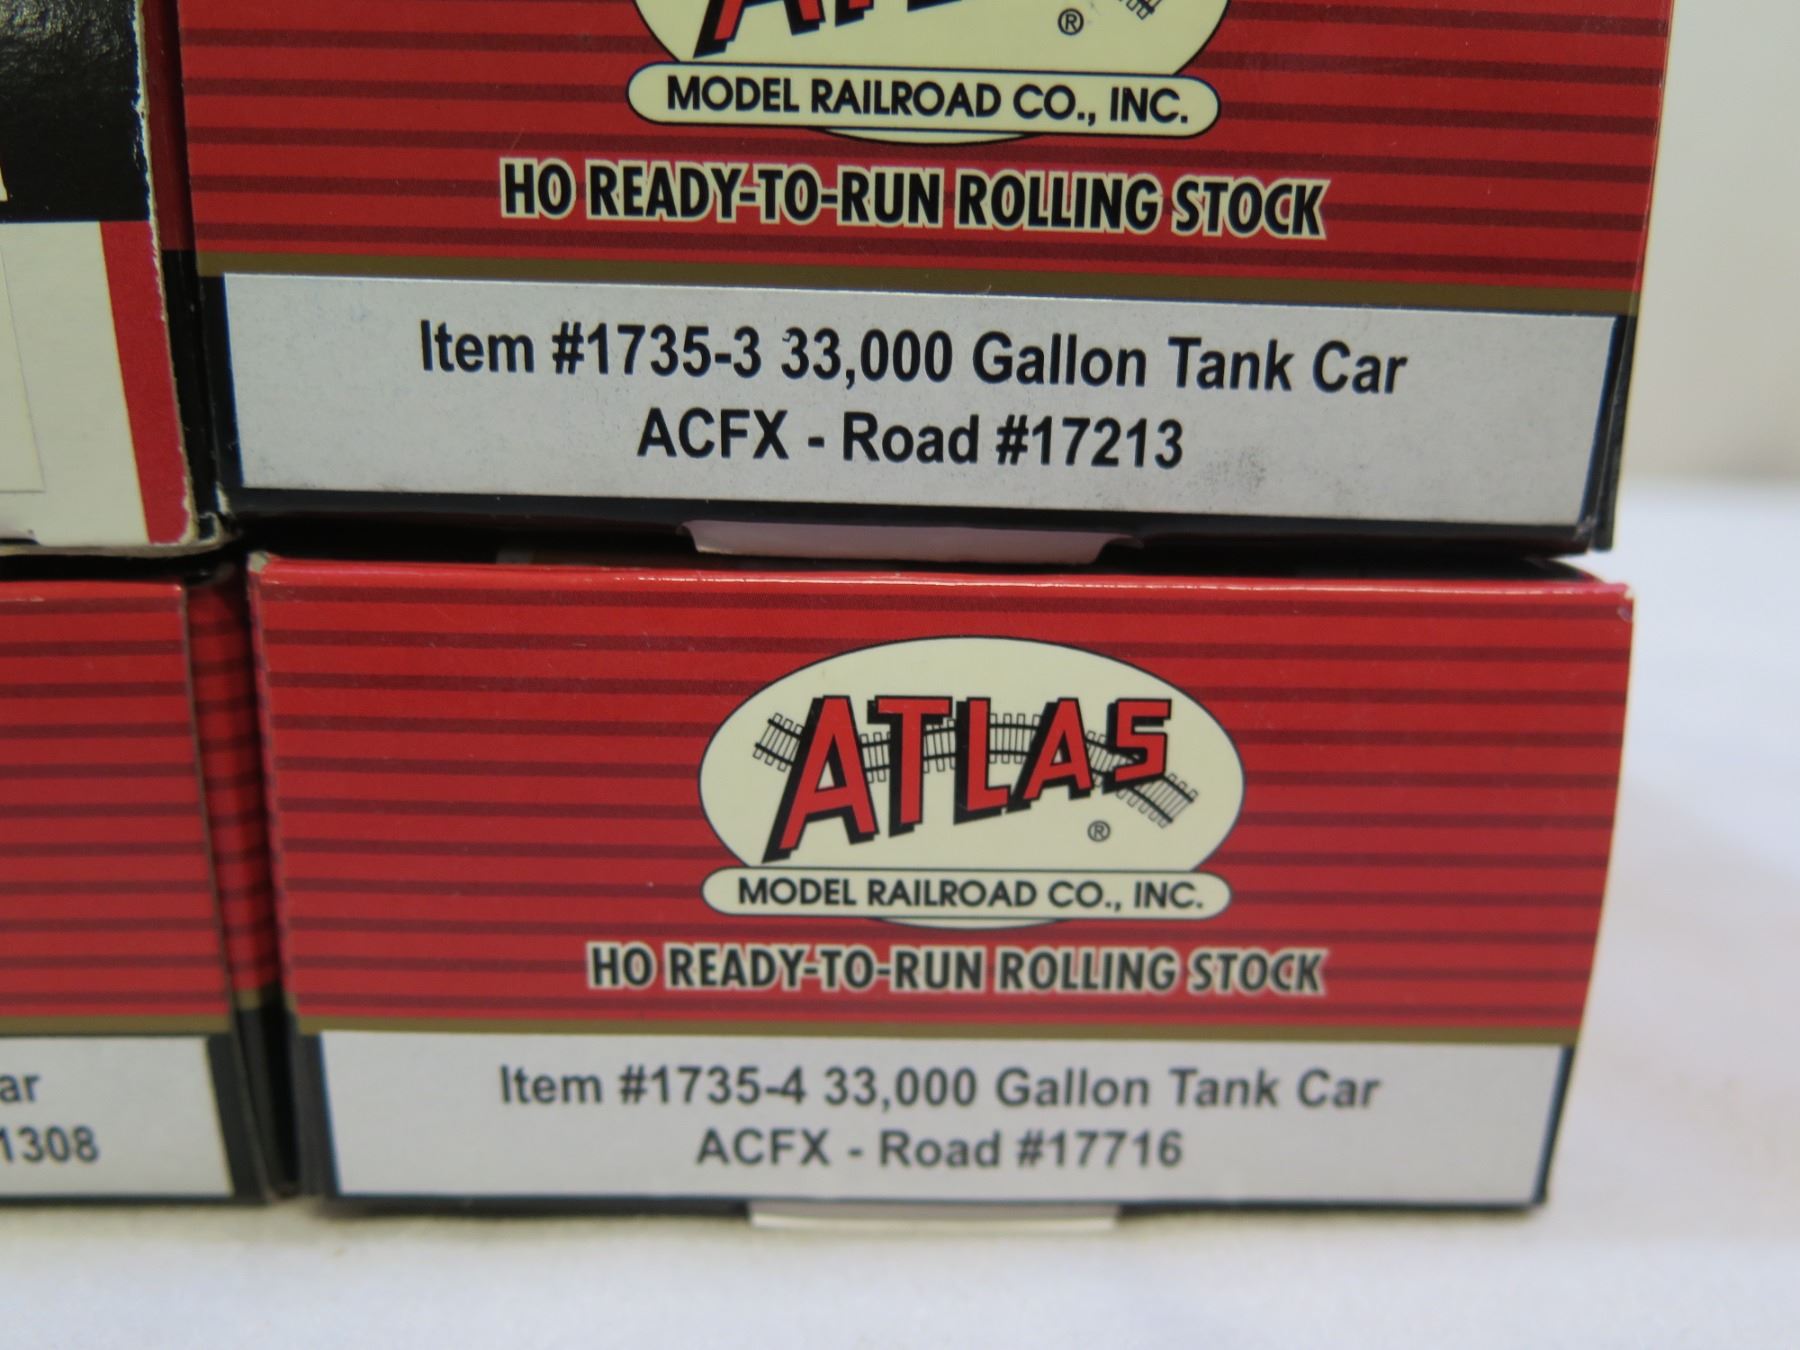 ®
MODEL RAILROAD CO., INC.
HO READY-TO-RUN ROLLING STOCK
Item #1735-3 33,000 Gallon Tank Car
ACFX - Road #17213
ATLAS
®
MODEL RAILROAD CO., INC.
HO READY-TO-RUN ROLLING STOCK
Item #1735-4 33,000 Gallon Tank Car
ACFX - Road #17716
ar
1308